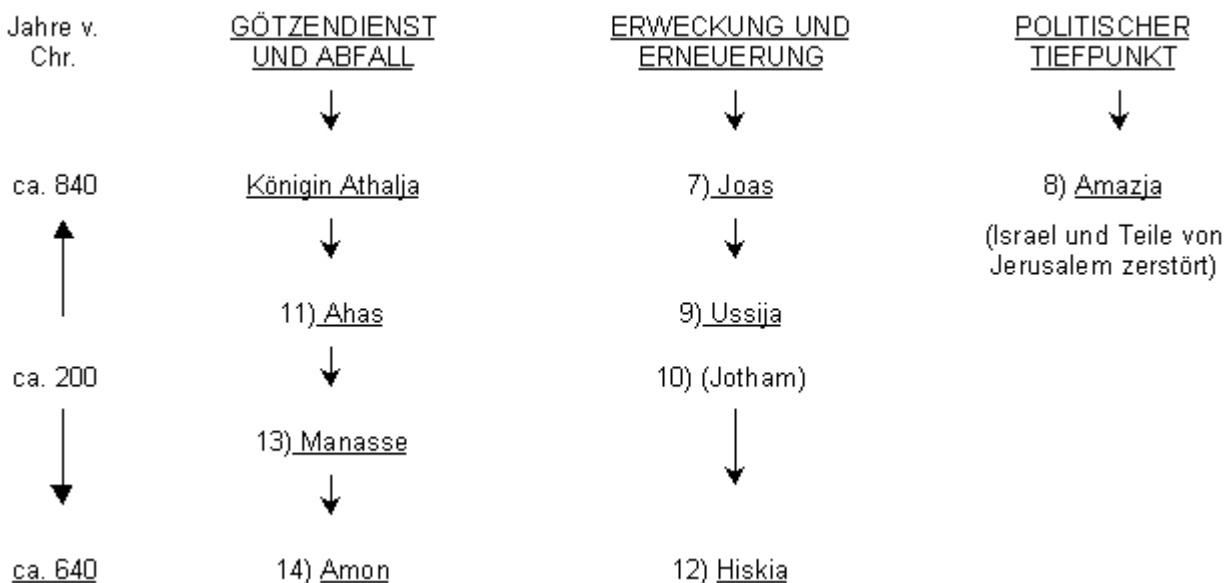 Jahre v. Chr.
GÖTZENDIENST
UND ABFALL
ERWECKUNG UND
ERNEUERUNG
POLITISCHER
TIEFPUNKT
ca. 840
Königin Athalja
7) Joas
8) Amazja
(Israel und Teile von
Jerusalem zerstört)
11) Ahas
9) Ussija
ca. 200
10) (Jotham)
13) Manasse
ca. 640
14) Amon
12) Hiskia